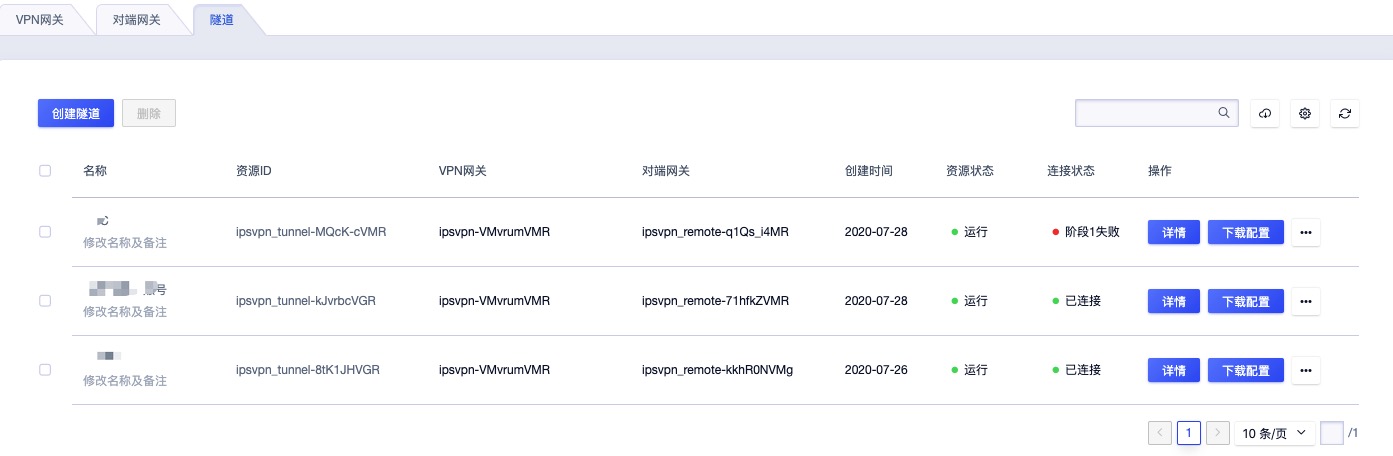 VPN网关 对端网关 隧道
创建隧道 删除
名称 资源ID VPN网关 对端网关 创建时间 资源状态 连接状态 操作
修改名称及备注 ipsvpn_tunnel-MQcK-cVMR ipsvpn-VMvrumVMR ipsvpn_remote-q1Qs_i4MR 2020-07-28 运行 阶段1失败 详情 下载配置 •••
号
修改名称及备注 ipsvpn_tunnel-kJvrbcVGR ipsvpn-VMvrumVMR ipsvpn_remote-71hfkZVMR 2020-07-28 运行 已连接 详情 下载配置 •••
修改名称及备注 ipsvpn_tunnel-8tK1JHVGR ipsvpn-VMvrumVMR ipsvpn_remote-kkhR0NVMg 2020-07-26 运行 已连接 详情 下载配置 •••
< 1 > 10 条/页 /1